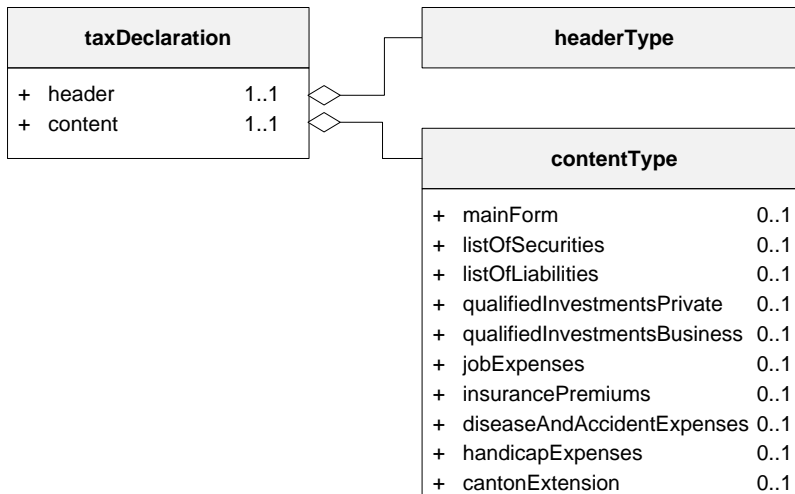 taxDeclaration
+ header 1..1
+ content 1..1
headerType
contentType
+ mainForm 0..1
+ listOfSecurities 0..1
+ listOfLiabilities 0..1
+ qualifiedInvestmentsPrivate 0..1
+ qualifiedInvestmentsBusiness 0..1
+ jobExpenses 0..1
+ insurancePremiums 0..1
+ diseaseAndAccidentExpenses 0..1
+ handicapExpenses 0..1
+ cantonExtension 0..1